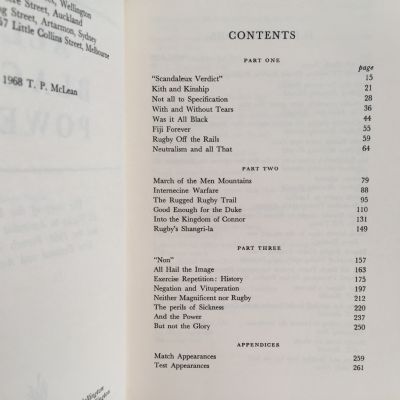 , Wellington
re Street, Auckland
g Street, Artarmon, Sydney
57 Little Collins Street, Melbourne
1968 T. P. McLean
CONTENTS
PART ONE
page
"Scandaleux Verdict" 15
Kith and Kinship 21
Not all to Specification 28
With and Without Tears 36
Was it All Black 44
Fiji Forever 55
Rugby Off the Rails 59
Neutralism and all That 64
PART TWO
March of the Men Mountains 79
Internecine Warfare 88
The Rugged Rugby Trail 95
Good Enough for the Duke 110
Into the Kingdom of Connor 131
Rugby's Shangri-la 149
PART THREE
"Non" 157
All Hail the Image 163
Exercise Repetition: History 175
Negation and Vituperation 197
Neither Magnificent nor Rugby 212
The perils of Sickness 220
And the Power 237
But not the Glory 250
APPENDICES
Match Appearances 259
Test Appearances 261